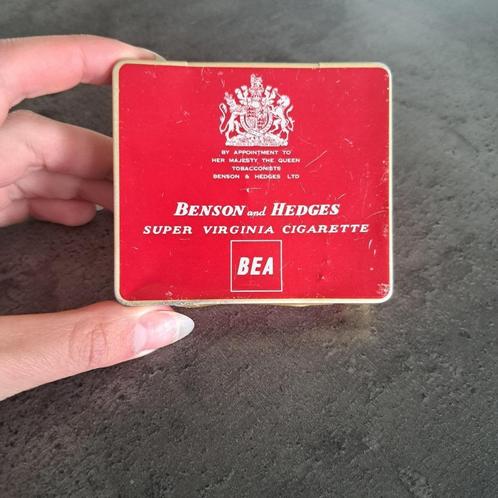 BY APPOINTMENT TO
HER MAJESTY THE QUEEN
TOBACCONISTS
BENSON & HEDGES LTD
BENSON and HEDGES
SUPER VIRGINIA CIGARETTE
BEA